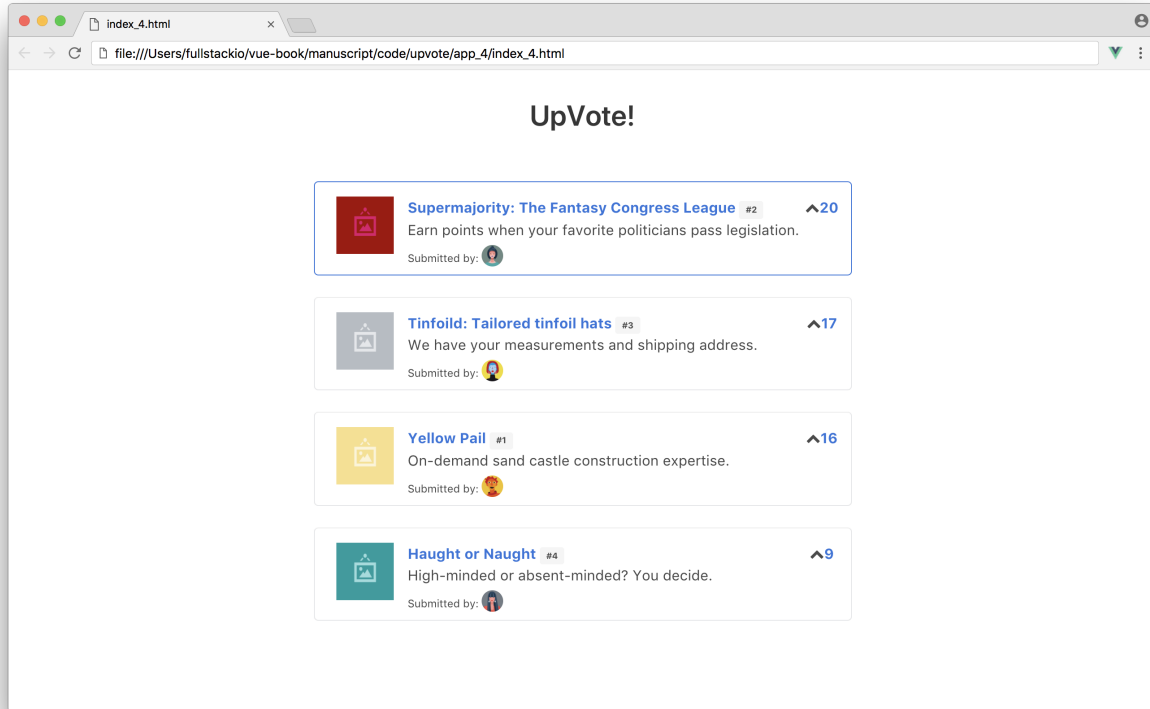 index_4.html
file:///Users/fullstackio/vue-book/manuscript/code/upvote/app_4/index_4.html
UpVote!
Supermajority: The Fantasy Congress League #2 20
Earn points when your favorite politicians pass legislation.
Submitted by:
Tinfoild: Tailored tinfoil hats #3 17
We have your measurements and shipping address.
Submitted by:
Yellow Pail #1 16
On-demand sand castle construction expertise.
Submitted by:
Haught or Naught #4 9
High-minded or absent-minded? You decide.
Submitted by: